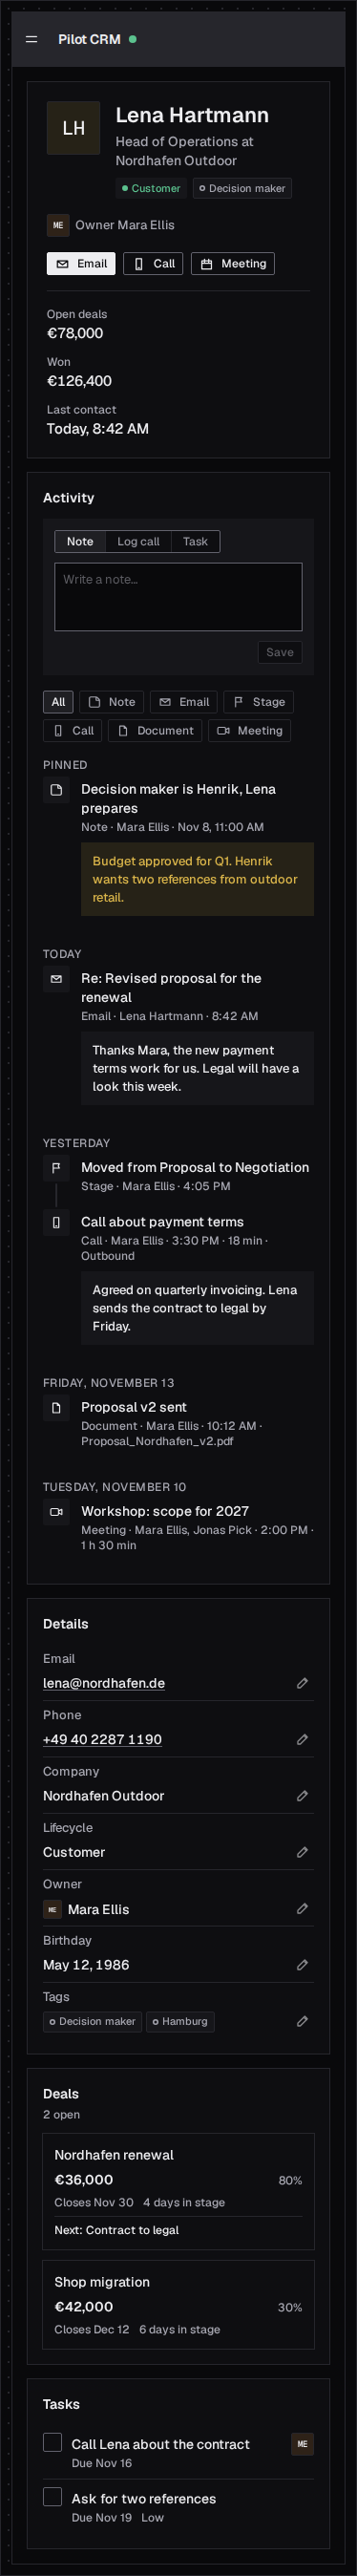 Pilot CRM
LH
Lena Hartmann
Head of Operations at
Nordhafen Outdoor
Customer
Decision maker
ME Owner Mara Ellis
Email
Call
Meeting
Open deals
€78,000
Won
€126,400
Last contact
Today, 8:42 AM
Activity
Note
Log call
Task
Write a note…
Save
All
Note
Email
Stage
Call
Document
Meeting
PINNED
Decision maker is Henrik, Lena
prepares
Note · Mara Ellis · Nov 8, 11:00 AM
Budget approved for Q1. Henrik
wants two references from outdoor
retail.
TODAY
Re: Revised proposal for the
renewal
Email · Lena Hartmann · 8:42 AM
Thanks Mara, the new payment
terms work for us. Legal will have a
look this week.
YESTERDAY
Moved from Proposal to Negotiation
Stage · Mara Ellis · 4:05 PM
Call about payment terms
Call · Mara Ellis · 3:30 PM · 18 min ·
Outbound
Agreed on quarterly invoicing. Lena
sends the contract to legal by
Friday.
FRIDAY, NOVEMBER 13
Proposal v2 sent
Document · Mara Ellis · 10:12 AM ·
Proposal_Nordhafen_v2.pdf
TUESDAY, NOVEMBER 10
Workshop: scope for 2027
Meeting · Mara Ellis, Jonas Pick · 2:00 PM ·
1 h 30 min
Details
Email
lena@nordhafen.de
Phone
+49 40 2287 1190
Company
Nordhafen Outdoor
Lifecycle
Customer
Owner
ME Mara Ellis
Birthday
May 12, 1986
Tags
Decision maker
Hamburg
Deals
2 open
Nordhafen renewal
€36,000 80%
Closes Nov 30 4 days in stage
Next: Contract to legal
Shop migration
€42,000 30%
Closes Dec 12 6 days in stage
Tasks
Call Lena about the contract ME
Due Nov 16
Ask for two references
Due Nov 19 Low